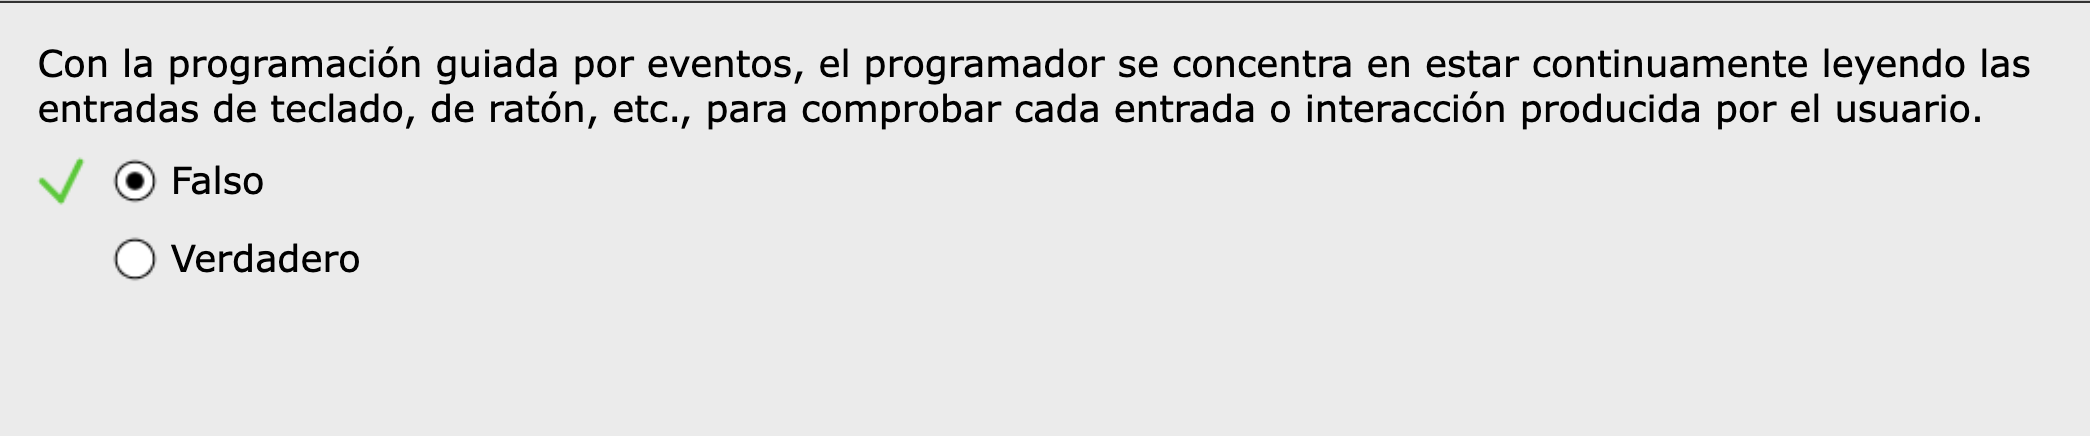 Con la programación guiada por eventos, el programador se concentra en estar continuamente leyendo las
entradas de teclado, de ratón, etc., para comprobar cada entrada o interacción producida por el usuario.
Falso
Verdadero